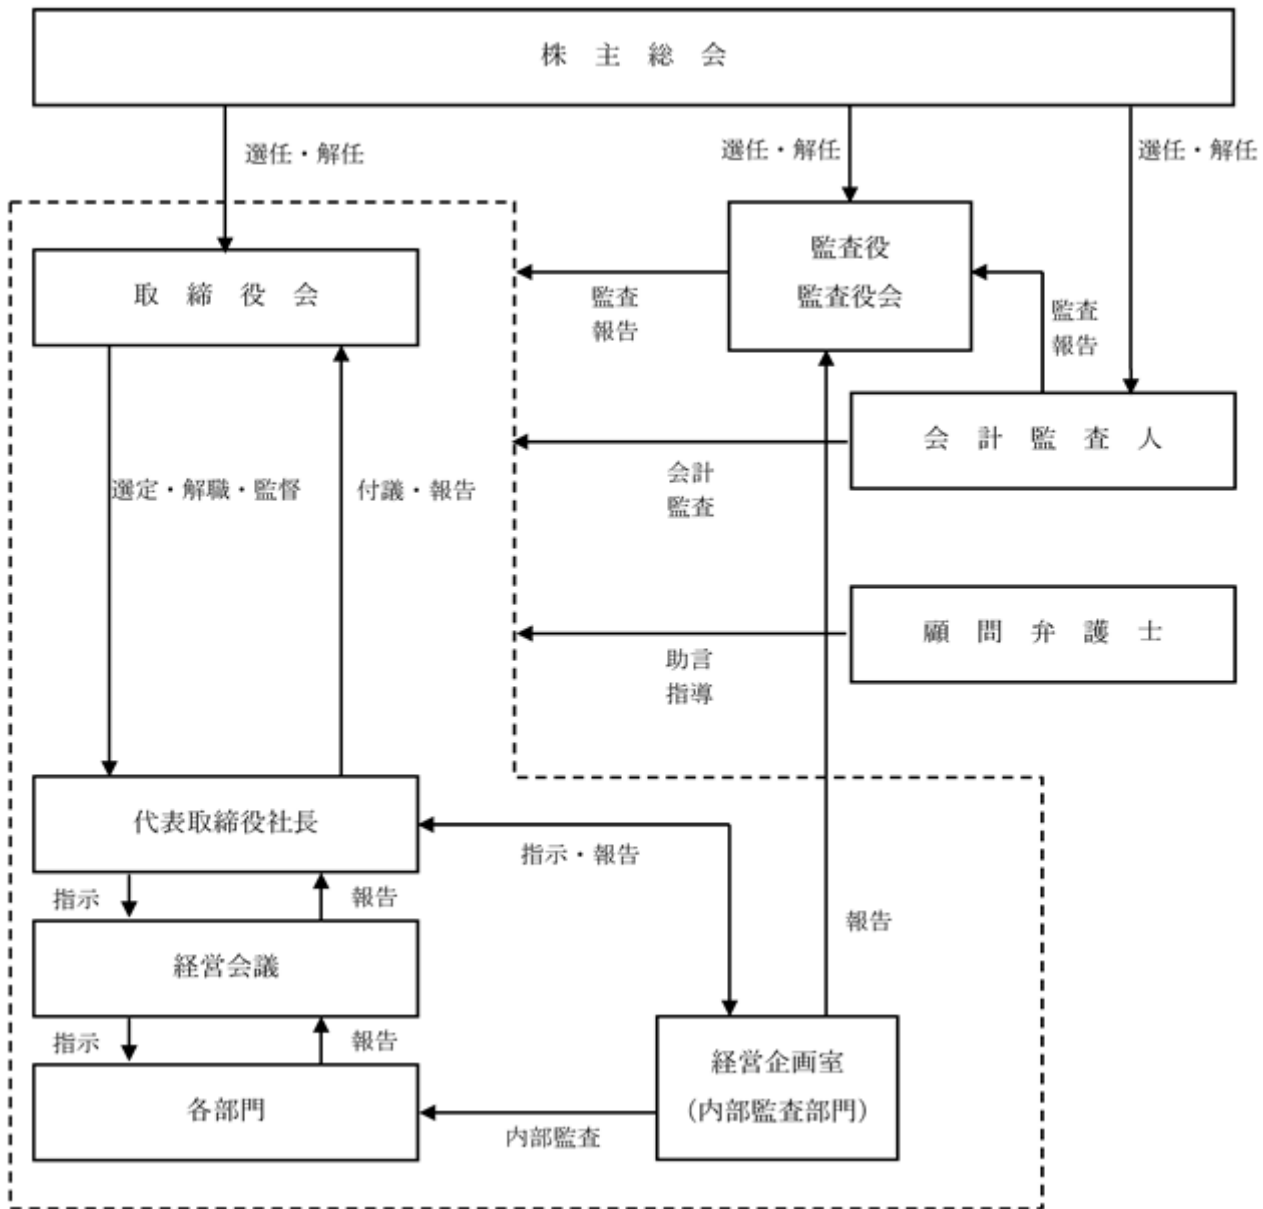 株主総会
選任・解任
選任・解任
選任・解任
取締役会
監査役
監査役会
監査
報告
監査
報告
会計監査人
会計
監査
選定・解職・監督
付議・報告
顧問弁護士
助言
指導
代表取締役社長
指示・報告
指示
報告
報告
経営会議
指示
報告
経営企画室
（内部監査部門）
各部門
内部監査